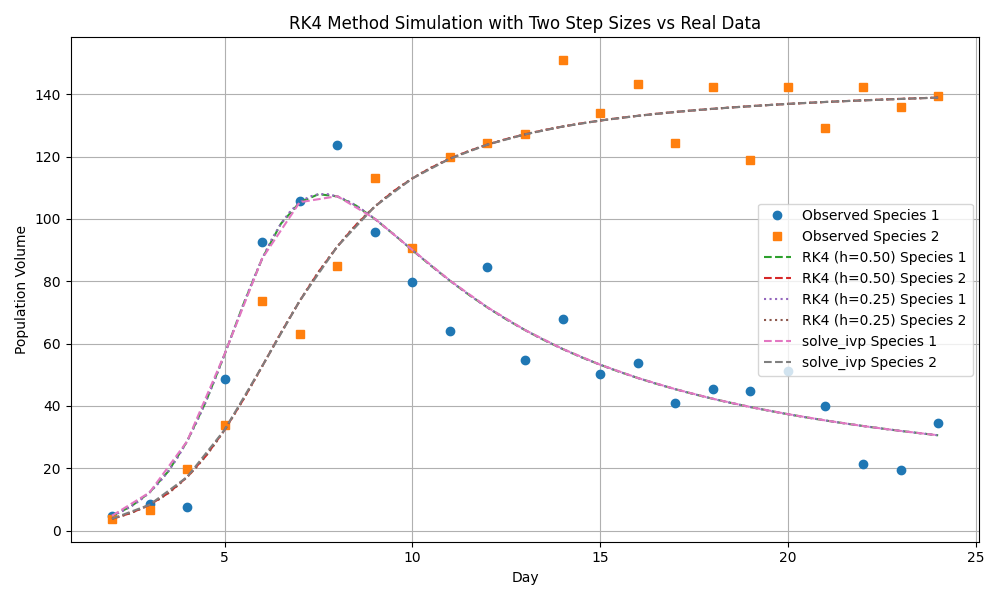 RK4 Method Simulation with Two Step Sizes vs Real Data
Population Volume
140
120
100
80
60
40
20
0
5
10
15
20
25
Day
Observed Species 1
Observed Species 2
RK4 (h=0.50) Species 1
RK4 (h=0.50) Species 2
RK4 (h=0.25) Species 1
RK4 (h=0.25) Species 2
solve_ivp Species 1
solve_ivp Species 2